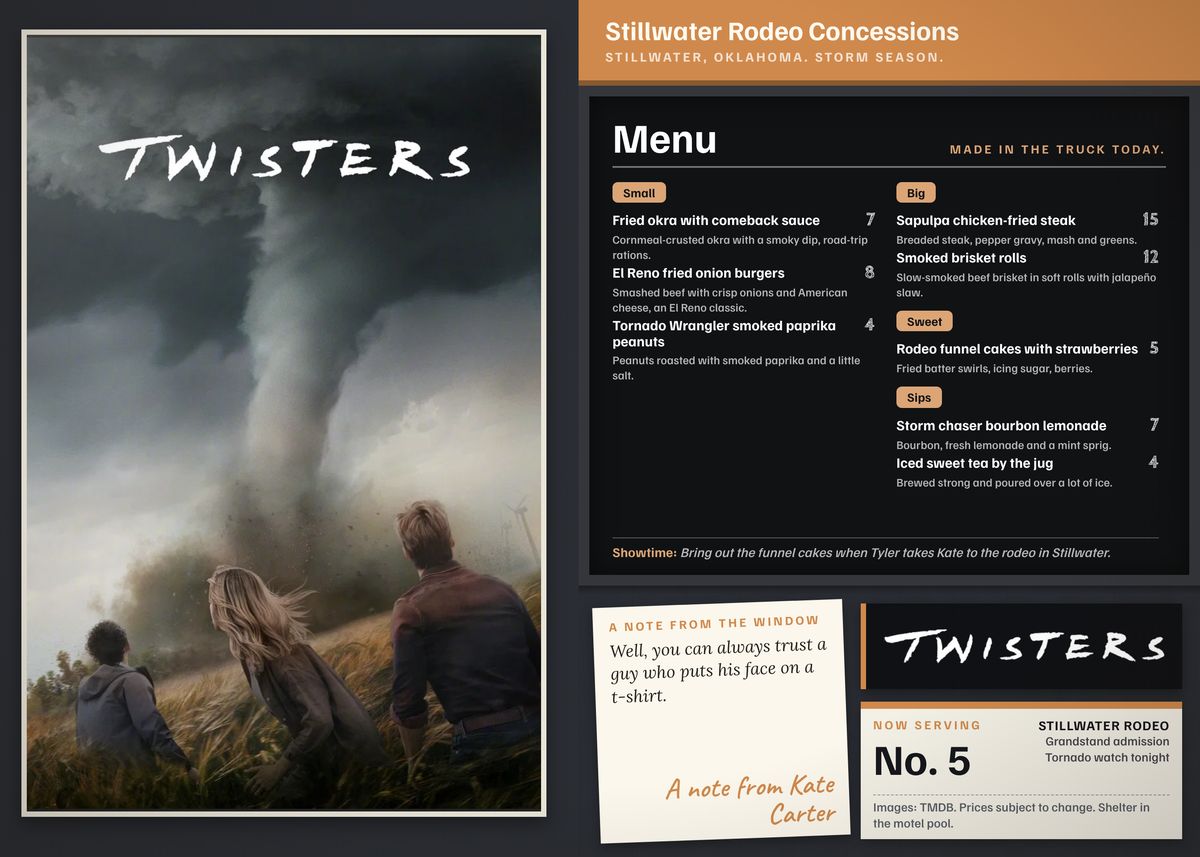 TWISTERS
Stillwater Rodeo Concessions
STILLWATER, OKLAHOMA. STORM SEASON.
Menu
MADE IN THE TRUCK TODAY.
Small
Fried okra with comeback sauce 7
Cornmeal-crusted okra with a smoky dip, road-trip
rations.
El Reno fried onion burgers 8
Smashed beef with crisp onions and American
cheese, an El Reno classic.
Tornado Wrangler smoked paprika 4
peanuts
Peanuts roasted with smoked paprika and a little
salt.
Big
Sapulpa chicken-fried steak 15
Breaded steak, pepper gravy, mash and greens.
Smoked brisket rolls 12
Slow-smoked beef brisket in soft rolls with jalapeño
slaw.
Sweet
Rodeo funnel cakes with strawberries 5
Fried batter swirls, icing sugar, berries.
Sips
Storm chaser bourbon lemonade 7
Bourbon, fresh lemonade and a mint sprig.
Iced sweet tea by the jug 4
Brewed strong and poured over a lot of ice.
Showtime: Bring out the funnel cakes when Tyler takes Kate to the rodeo in Stillwater.
A NOTE FROM THE WINDOW
Well, you can always trust a
guy who puts his face on a
t-shirt.
A note from Kate
Carter
TWISTERS
NOW SERVING
No. 5
STILLWATER RODEO
Grandstand admission
Tornado watch tonight
Images: TMDB. Prices subject to change. Shelter in
the motel pool.